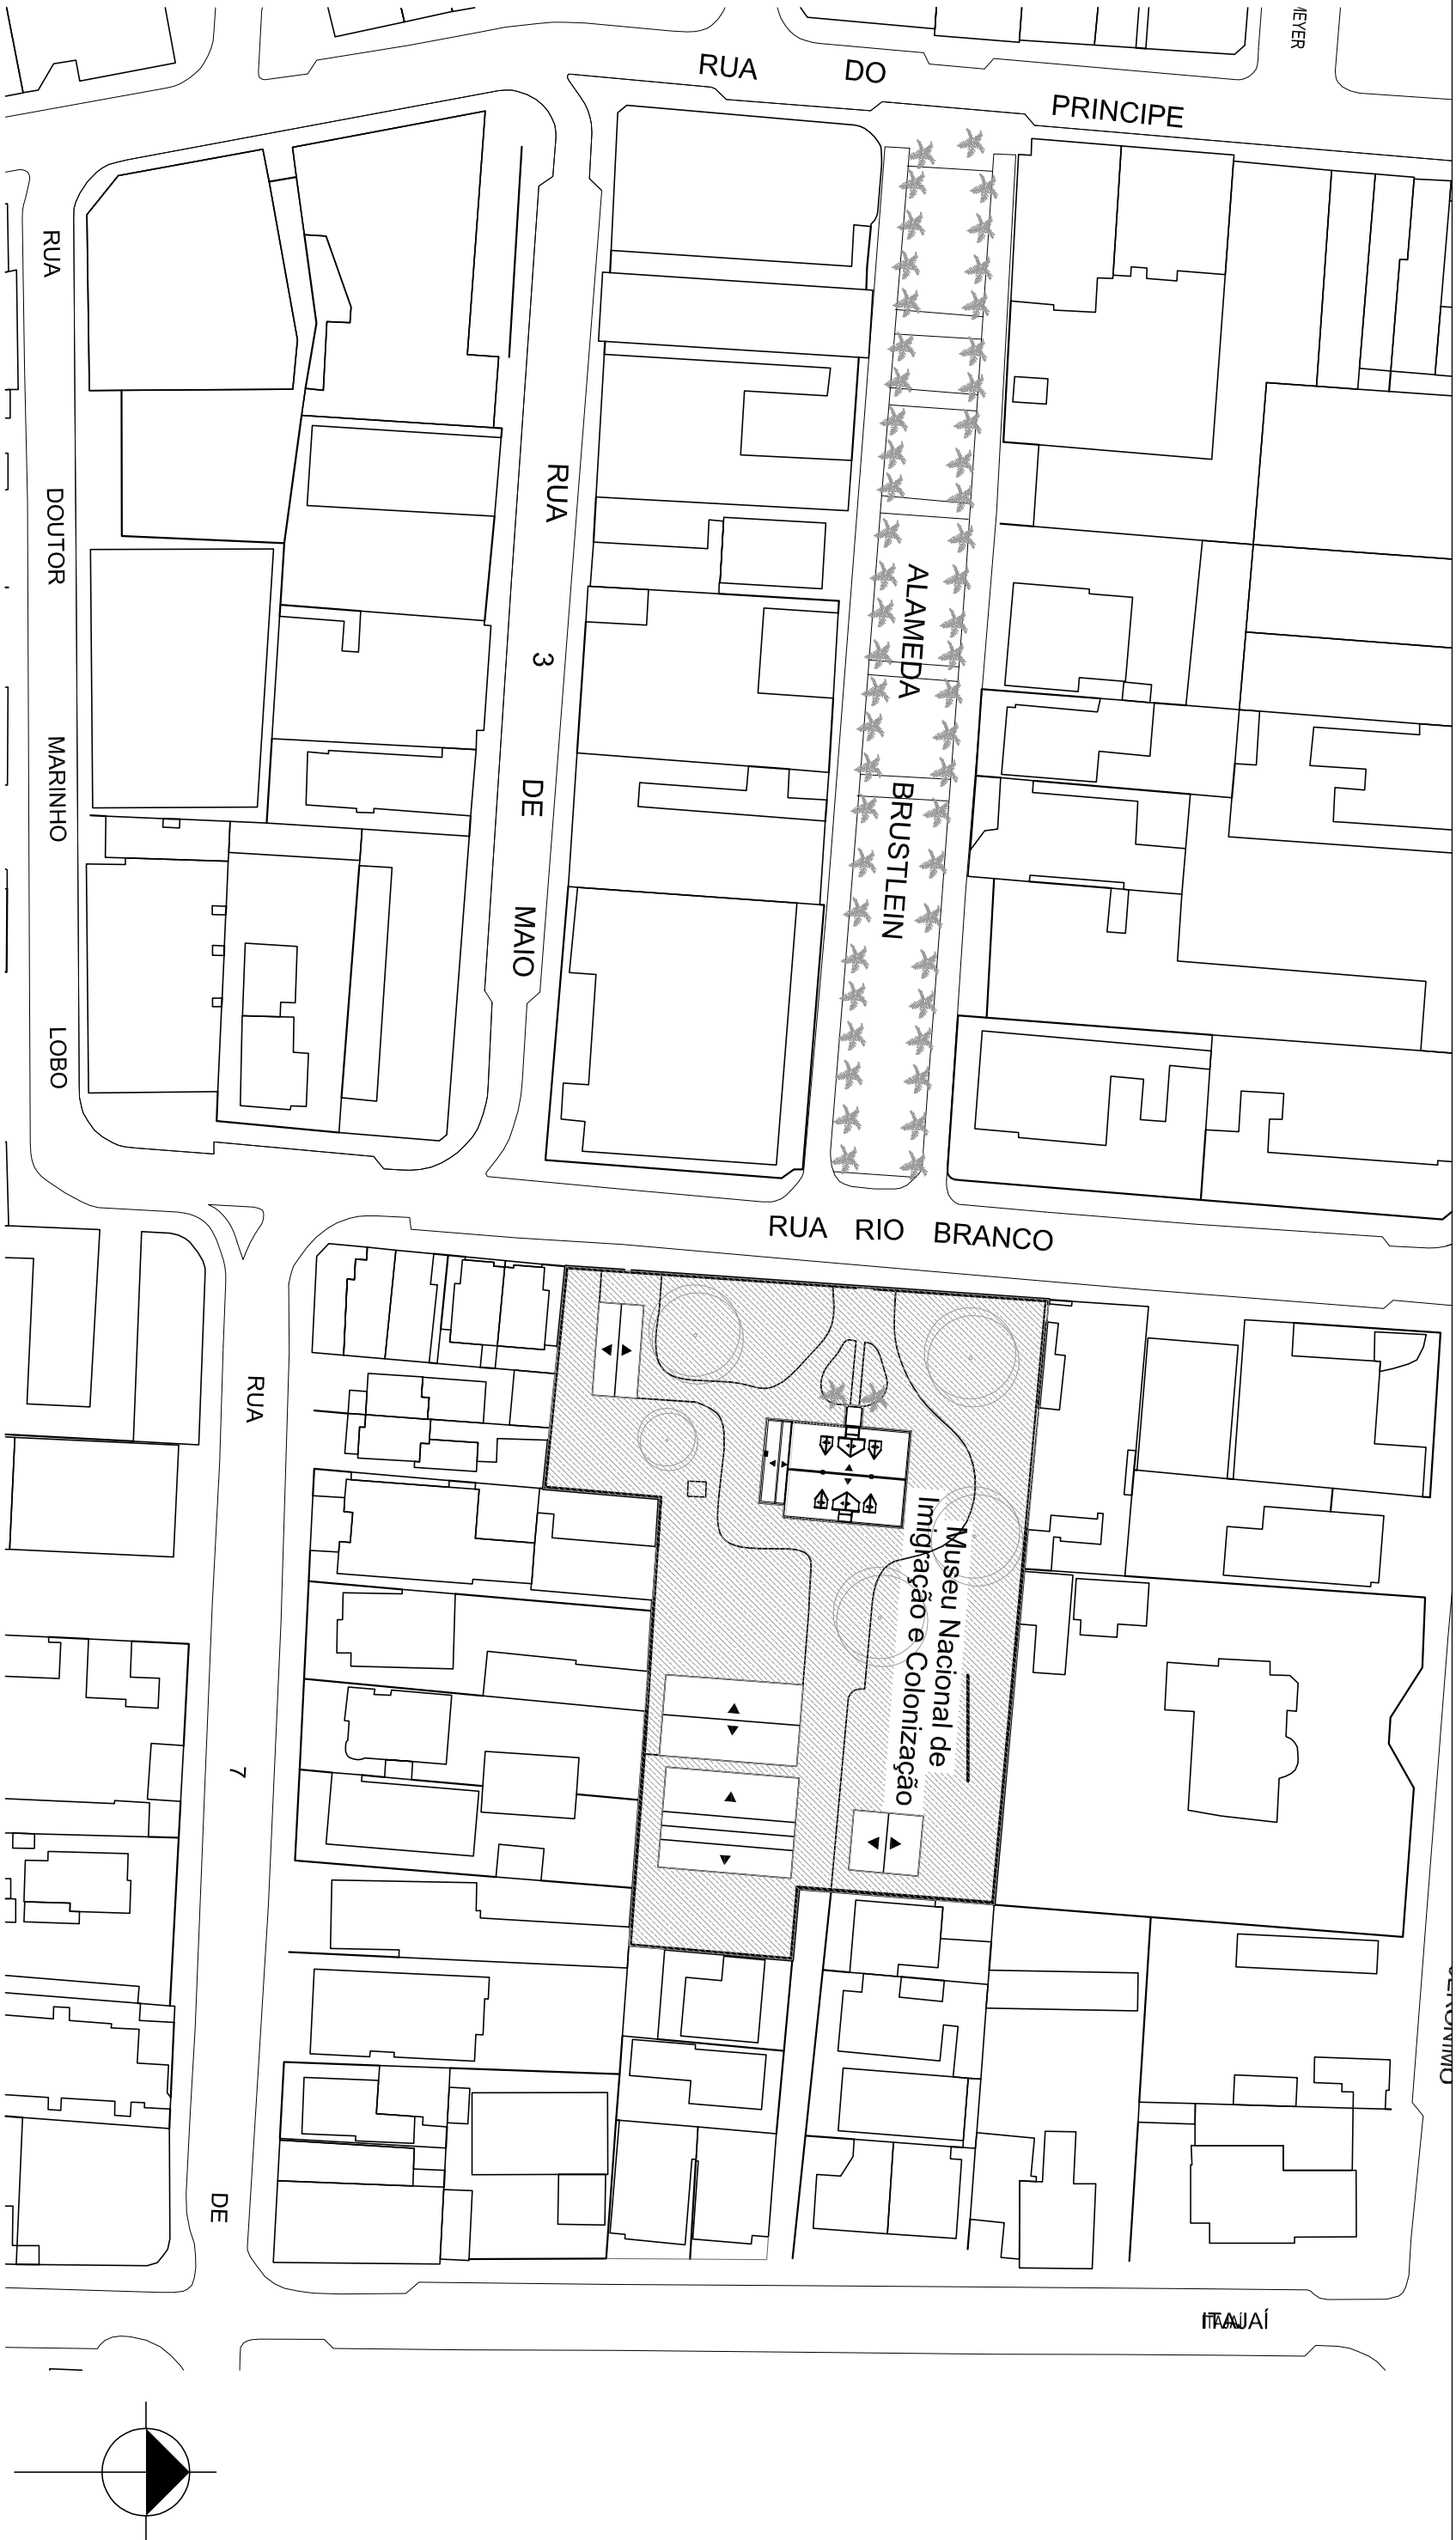 MEYER
RUA DO PRINCIPE
RUA DOUTOR MARINHO LOBO
RUA 3 DE MAIO
ALAMEDA BRUSTLEIN
RUA RIO BRANCO
Museu Nacional de
Imigração e Colonização
RUA 7 DE
ITAJAÍ